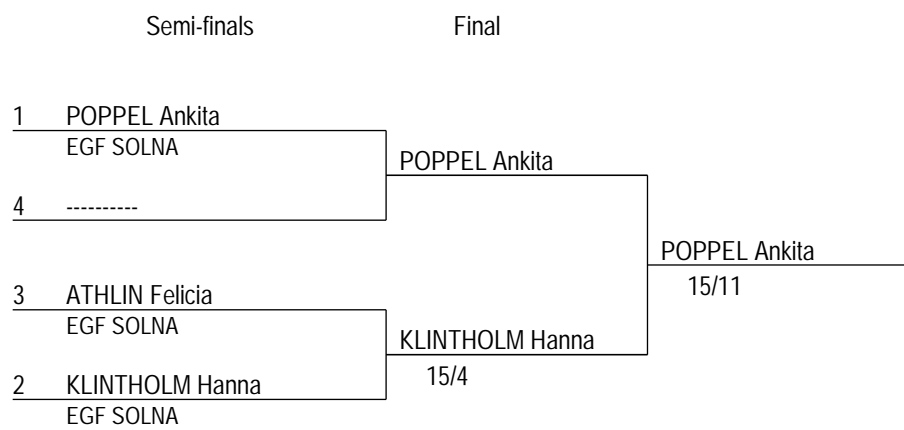 Semi-finals Final
1 POPPEL Ankita
EGF SOLNA
POPPEL Ankita
4 ----------
POPPEL Ankita
15/11
3 ATHLIN Felicia
EGF SOLNA
KLINTHOLM Hanna
15/4
2 KLINTHOLM Hanna
EGF SOLNA